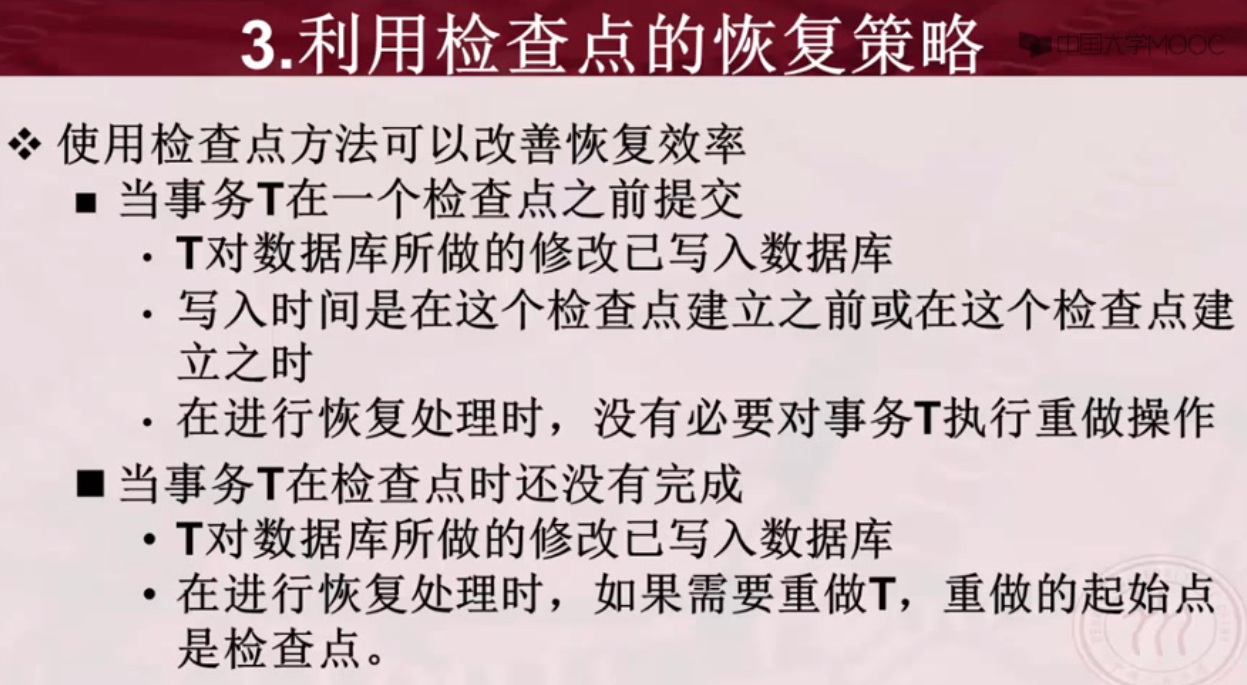 3.利用检查点的恢复策略
中国大学MOOC
❖ 使用检查点方法可以改善恢复效率
■ 当事务T在一个检查点之前提交
· T对数据库所做的修改已写入数据库
· 写入时间是在这个检查点建立之前或在这个检查点建
立之时
· 在进行恢复处理时，没有必要对事务T执行重做操作
■ 当事务T在检查点时还没有完成
• T对数据库所做的修改已写入数据库
• 在进行恢复处理时，如果需要重做T，重做的起始点
是检查点。